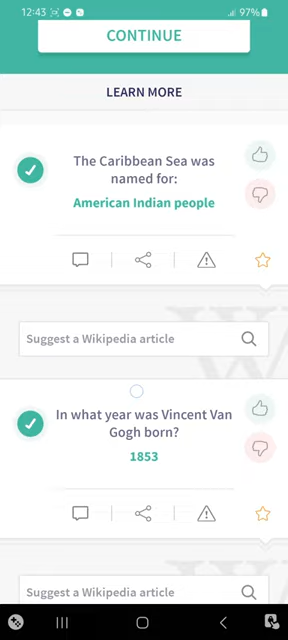 12:43
97%
CONTINUE
LEARN MORE
The Caribbean Sea was
named for:
American Indian people
Suggest a Wikipedia article
In what year was Vincent Van
Gogh born?
1853
Suggest a Wikipedia article